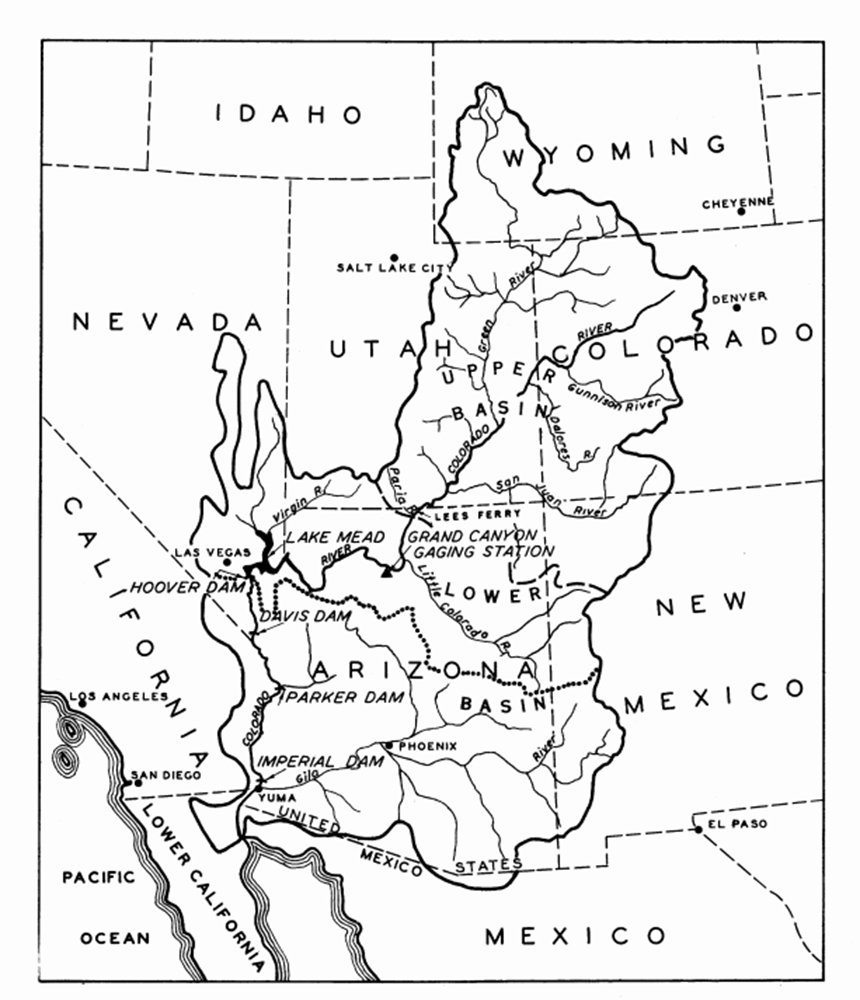 IDAHO
WYOMING
CHEYENNE
SALT LAKE CITY
River
DENVER
NEVADA
Green
RIVER
UTAH
COLORADO
UPPER
Gunnison River
BASIN
Dolores R.
COLORADO
Paria R.
San Juan River
Virgin R.
LEES FERRY
CALIFORNIA
LAKE MEAD
GRAND CANYON
GAGING STATION
LAS VEGAS
RIVER
HOOVER DAM
Little Colorado R.
LOWER
NEW
DAVIS DAM
ARIZONA
LOS ANGELES
PARKER DAM
BASIN
MEXICO
COLORADO
PHOENIX
River
IMPERIAL DAM
SAN DIEGO
Gila
YUMA
UNITED
STATES
MEXICO
EL PASO
LOWER CALIFORNIA
PACIFIC
OCEAN
MEXICO